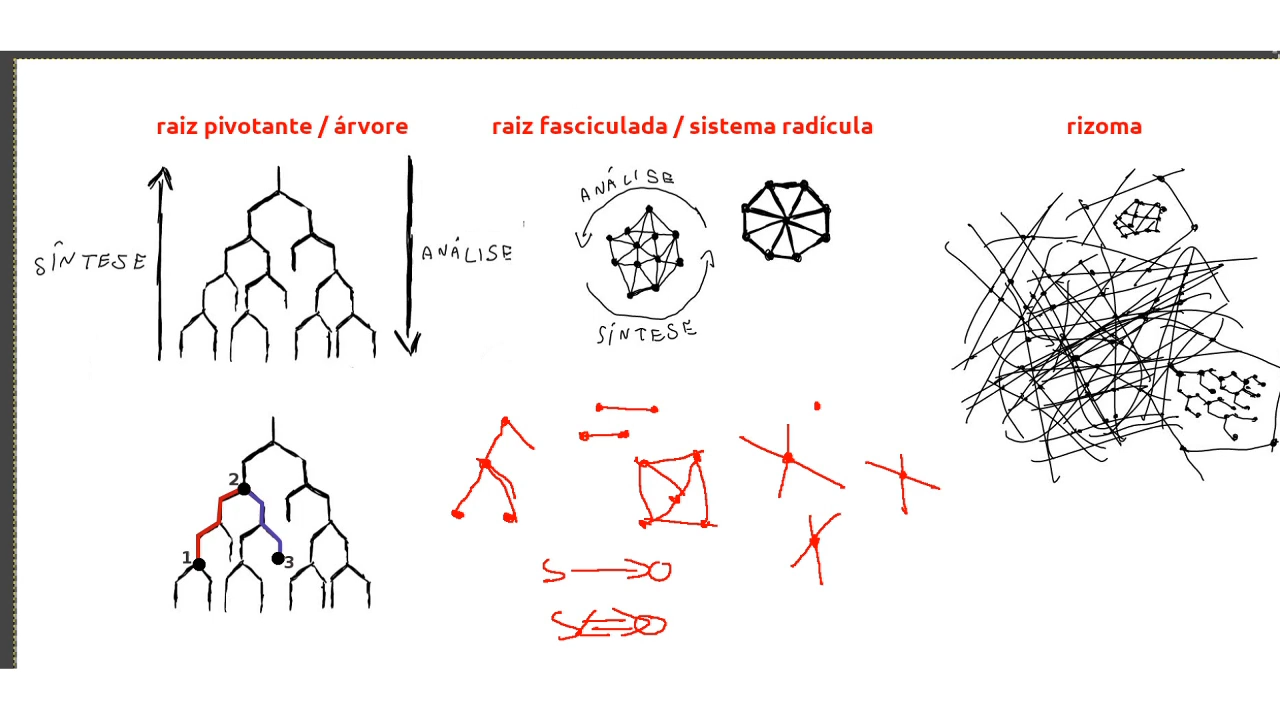 raiz pivotante / árvore
raiz fasciculada / sistema radícula
rizoma
SÍNTESE
ANÁLISE
ANÁLISE
SÍNTESE
2
1
3
S → O